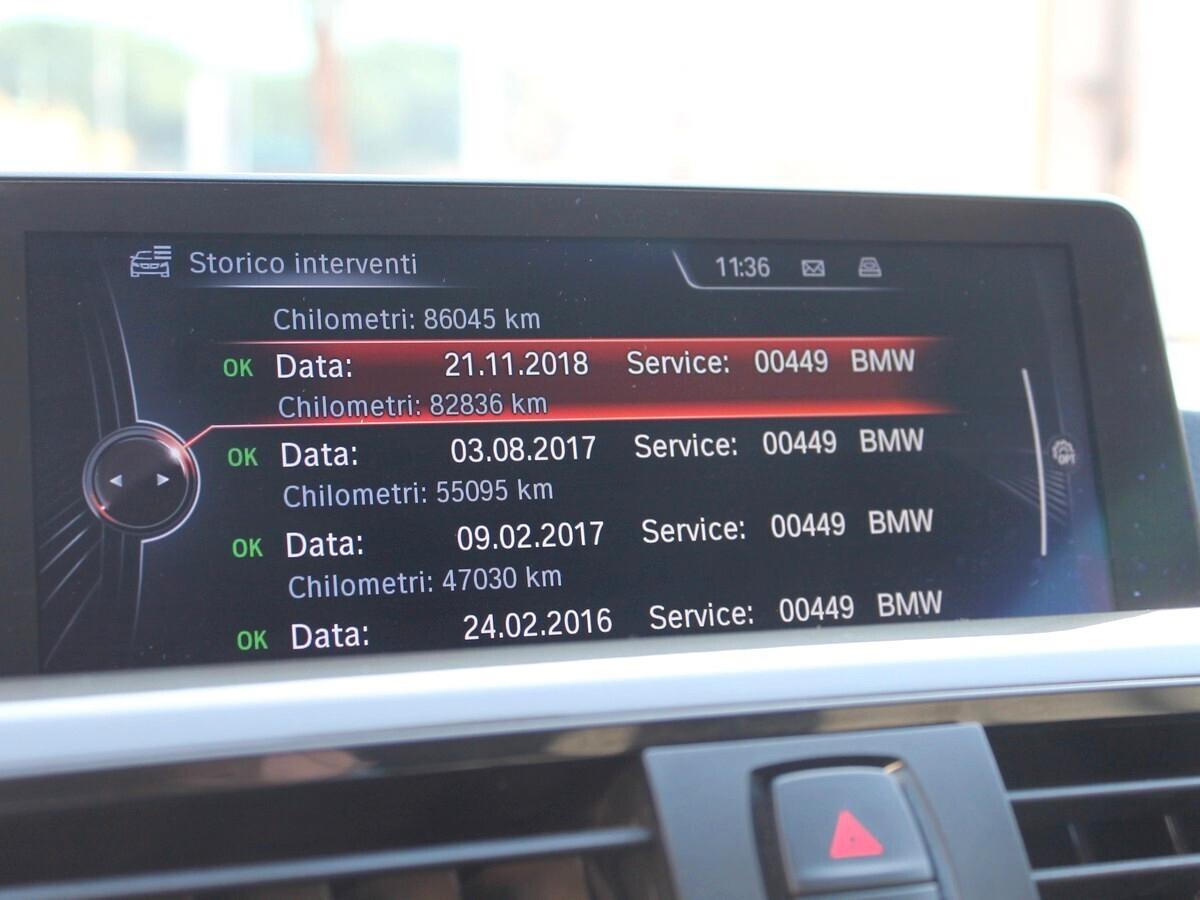 Storico interventi 11:36
Chilometri: 86045 km
OK Data: 21.11.2018 Service: 00449 BMW
Chilometri: 82836 km
OK Data: 03.08.2017 Service: 00449 BMW
Chilometri: 55095 km
OK Data: 09.02.2017 Service: 00449 BMW
Chilometri: 47030 km
OK Data: 24.02.2016 Service: 00449 BMW
OPT